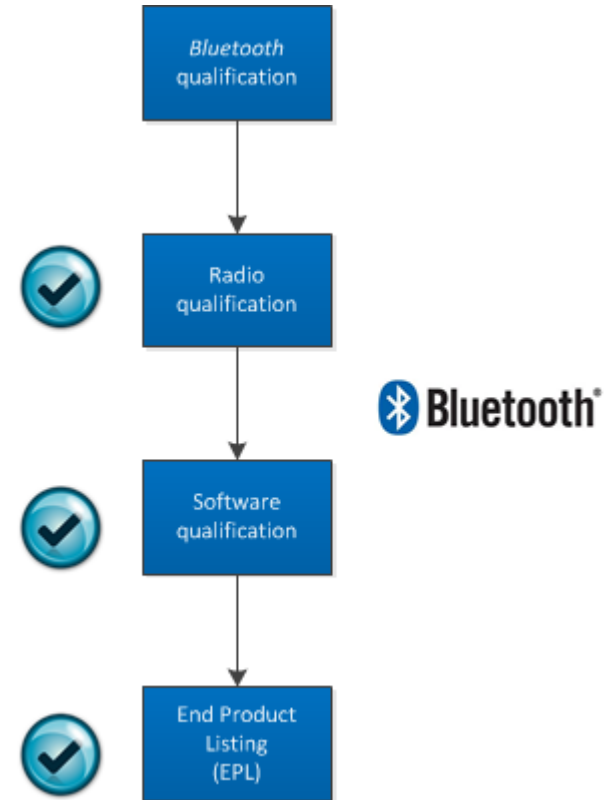 Bluetooth
qualification
Radio
qualification
Bluetooth®
Software
qualification
End Product
Listing
(EPL)